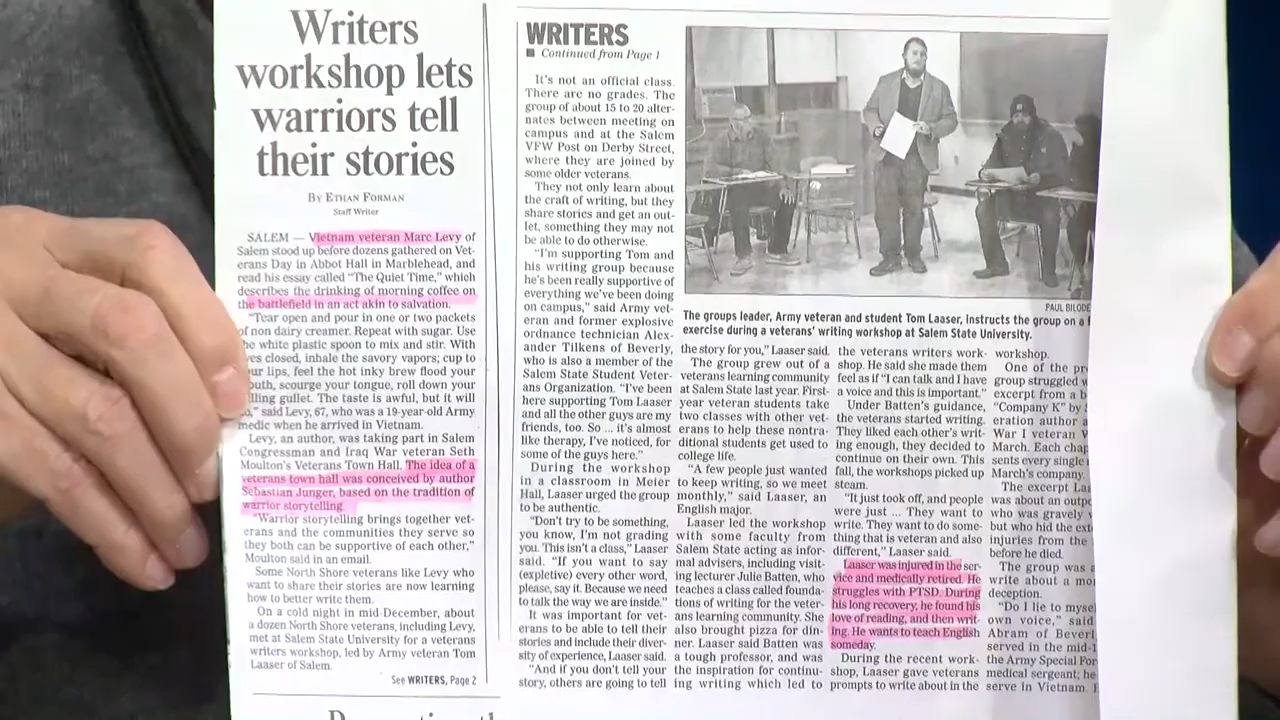 Writers
workshop lets
warriors tell
their stories
BY ETHAN FORMAN
Staff Writer
SALEM — Vietnam veteran Marc Levy of
Salem stood up before dozens gathered on Vet-
erans Day in Abbot Hall in Marblehead, and
read his essay called "The Quiet Time," which
describes the drinking of morning coffee on
the battlefield in an act akin to salvation.
"Tear open and pour in one or two packets
of non dairy creamer. Repeat with sugar. Use
he white plastic spoon to mix and stir. With
es closed, inhale the savory vapors; cup to
ur lips, feel the hot inky brew flood your
outh, scourge your tongue, roll down your
lling gullet. The taste is awful, but it will
," said Levy, 67, who was a 19-year-old Army
medic when he arrived in Vietnam.
Levy, an author, was taking part in Salem
Congressman and Iraq War veteran Seth
Moulton's Veterans Town Hall. The idea of a
veterans town hall was conceived by author
Sebastian Junger, based on the tradition of
warrior storytelling.
"Warrior storytelling brings together vet-
erans and the communities they serve so
they both can be supportive of each other,"
Moulton said in an email.
Some North Shore veterans like Levy who
want to share their stories are now learning
how to better write them.
On a cold night in mid-December, about
a dozen North Shore veterans, including Levy,
met at Salem State University for a veterans
writers workshop, led by Army veteran Tom
Laaser of Salem.
See WRITERS, Page 2
WRITERS
■ Continued from Page 1
It's not an official class.
There are no grades. The
group of about 15 to 20 alter-
nates between meeting on
campus and at the Salem
VFW Post on Derby Street,
where they are joined by
some older veterans.
They not only learn about
the craft of writing, but they
share stories and get an out-
let, something they may not
be able to do otherwise.
"I'm supporting Tom and
his writing group because
he's been really supportive of
everything we've been doing
on campus," said Army vet-
eran and former explosive
ordnance technician Alex-
ander Tilkens of Beverly,
who is also a member of the
Salem State Student Veter-
ans Organization. "I've been
here supporting Tom Laaser
and all the other guys are my
friends, too. So ... it's almost
like therapy, I've noticed, for
some of the guys here."
During the workshop
in a classroom in Meier
Hall, Laaser urged the group
to be authentic.
"Don't try to be something,
you know, I'm not grading
you. This isn't a class," Laaser
said. "If you want to say
(expletive) every other word,
please, say it. Because we need
to talk the way we are inside."
It was important for vet-
erans to be able to tell their
stories and include their diver-
sity of experience, Laaser said.
"And if you don't tell your
story, others are going to tell
PAUL BILODE
The groups leader, Army veteran and student Tom Laaser, instructs the group on a
exercise during a veterans' writing workshop at Salem State University.
the story for you," Laaser said.
The group grew out of a
veterans learning community
at Salem State last year. First-
year veteran students take
two classes with other vet-
erans to help these nontra-
ditional students get used to
college life.
"A few people just wanted
to keep writing, so we meet
monthly," said Laaser, an
English major.
Laaser led the workshop
with some faculty from
Salem State acting as infor-
mal advisers, including visit-
ing lecturer Julie Batten, who
teaches a class called founda-
tions of writing for the veter-
ans learning community. She
also brought pizza for din-
ner. Laaser said Batten was
a tough professor, and was
the inspiration for continu-
ing writing which led to
the veterans writers work-
shop. He said she made them
feel as if "I can talk and I have
a voice and this is important."
Under Batten's guidance,
the veterans started writing.
They liked each other's writ-
ing enough, they decided to
continue on their own. This
fall, the workshops picked up
steam.
"It just took off, and people
were just ... They want to
write. They want to do some-
thing that is veteran and also
different," Laaser said.
Laaser was injured in the ser-
vice and medically retired. He
struggles with PTSD. During
his long recovery, he found his
love of reading, and then writ-
ing. He wants to teach English
someday.
During the recent work-
shop, Laaser gave veterans
prompts to write about in the
workshop.
One of the pr
group struggled w
excerpt from a b
"Company K" by
eration author a
War I veteran
March. Each chap
sents every single
March's company
The excerpt Laa
was about an outpo
who was gravely
but who hid the ext
injuries from the
before he died.
The group was
write about a mo
deception.
"Do I lie to myse
own voice," said
Abram of Beverl
served in the mid-1
the Army Special For
medical sergeant; he
serve in Vietnam.